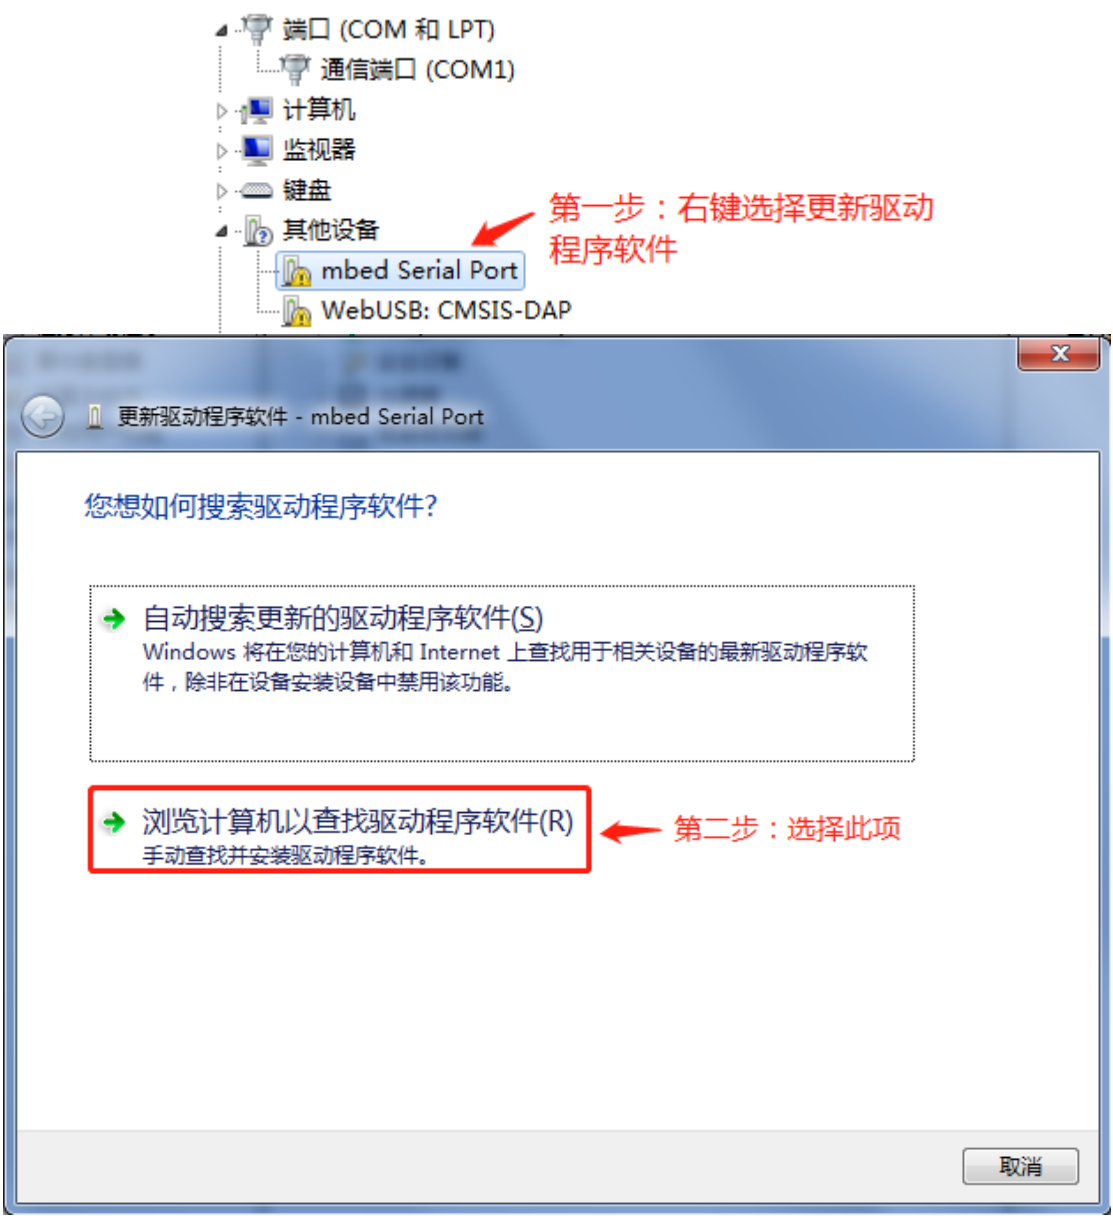 端口 (COM 和 LPT)
通信端口 (COM1)
计算机
监视器
键盘
其他设备
第一步：右键选择更新驱动
程序软件
mbed Serial Port
WebUSB: CMSIS-DAP
更新驱动程序软件 - mbed Serial Port
您想如何搜索驱动程序软件?
自动搜索更新的驱动程序软件(S)
Windows 将在您的计算机和 Internet 上查找用于相关设备的最新驱动程序软
件，除非在设备安装设备中禁用该功能。
浏览计算机以查找驱动程序软件(R)
手动查找并安装驱动程序软件。
第二步：选择此项
取消